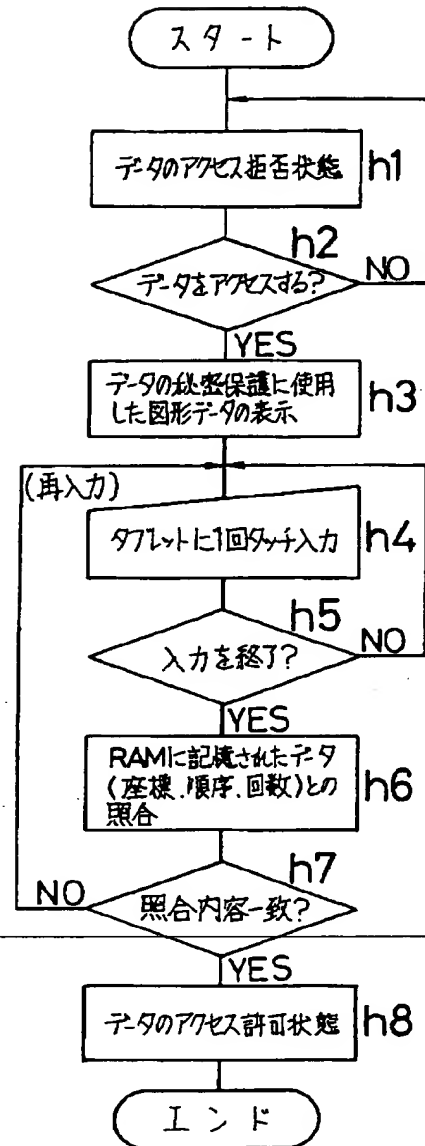 スタート
データのアクセス拒否状態
h1
h2
データをアクセスする?
NO
YES
データの秘密保護に使用
した図形データの表示
h3
(再入力)
タブレットに1回タッチ入力
h4
h5
入力を終了?
NO
YES
RAMに記憶されたデータ
(座標、順序、回数)との
照合
h6
h7
NO
照合内容一致?
YES
データのアクセス許可状態
h8
エンド